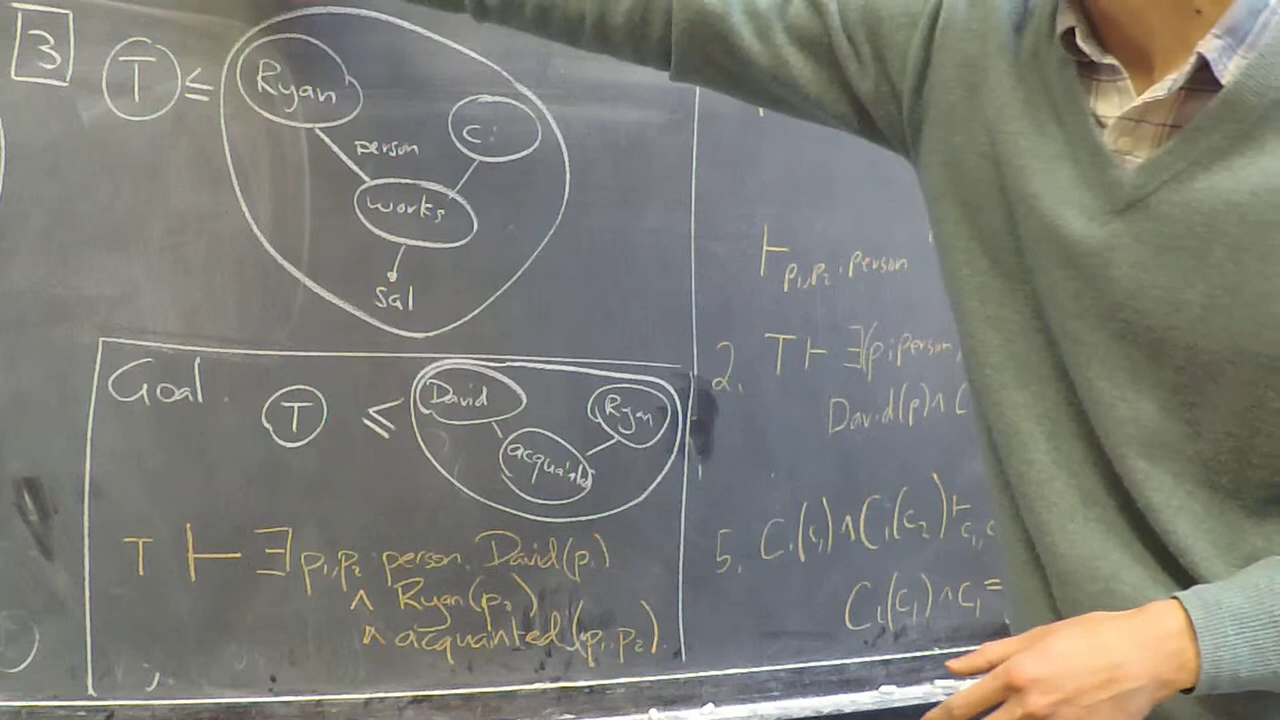 3
T ≤
Ryan
person
C:
works
sal
Goal.
T ≤
David
Ryan
acquainted
T ⊢ ∃ p₁,p₂ : person. David(p₁)
∧ Ryan(p₂)
∧ acquainted(p₁,p₂).
⊢ p₁,p₂ : person
2. T ⊢ ∃(p:person,
David(p) ∧ C
5. C₁(c₁) ∧ C₁(c₂) ⊢ c₁,c
C₁(c₁) ∧ c₁ =